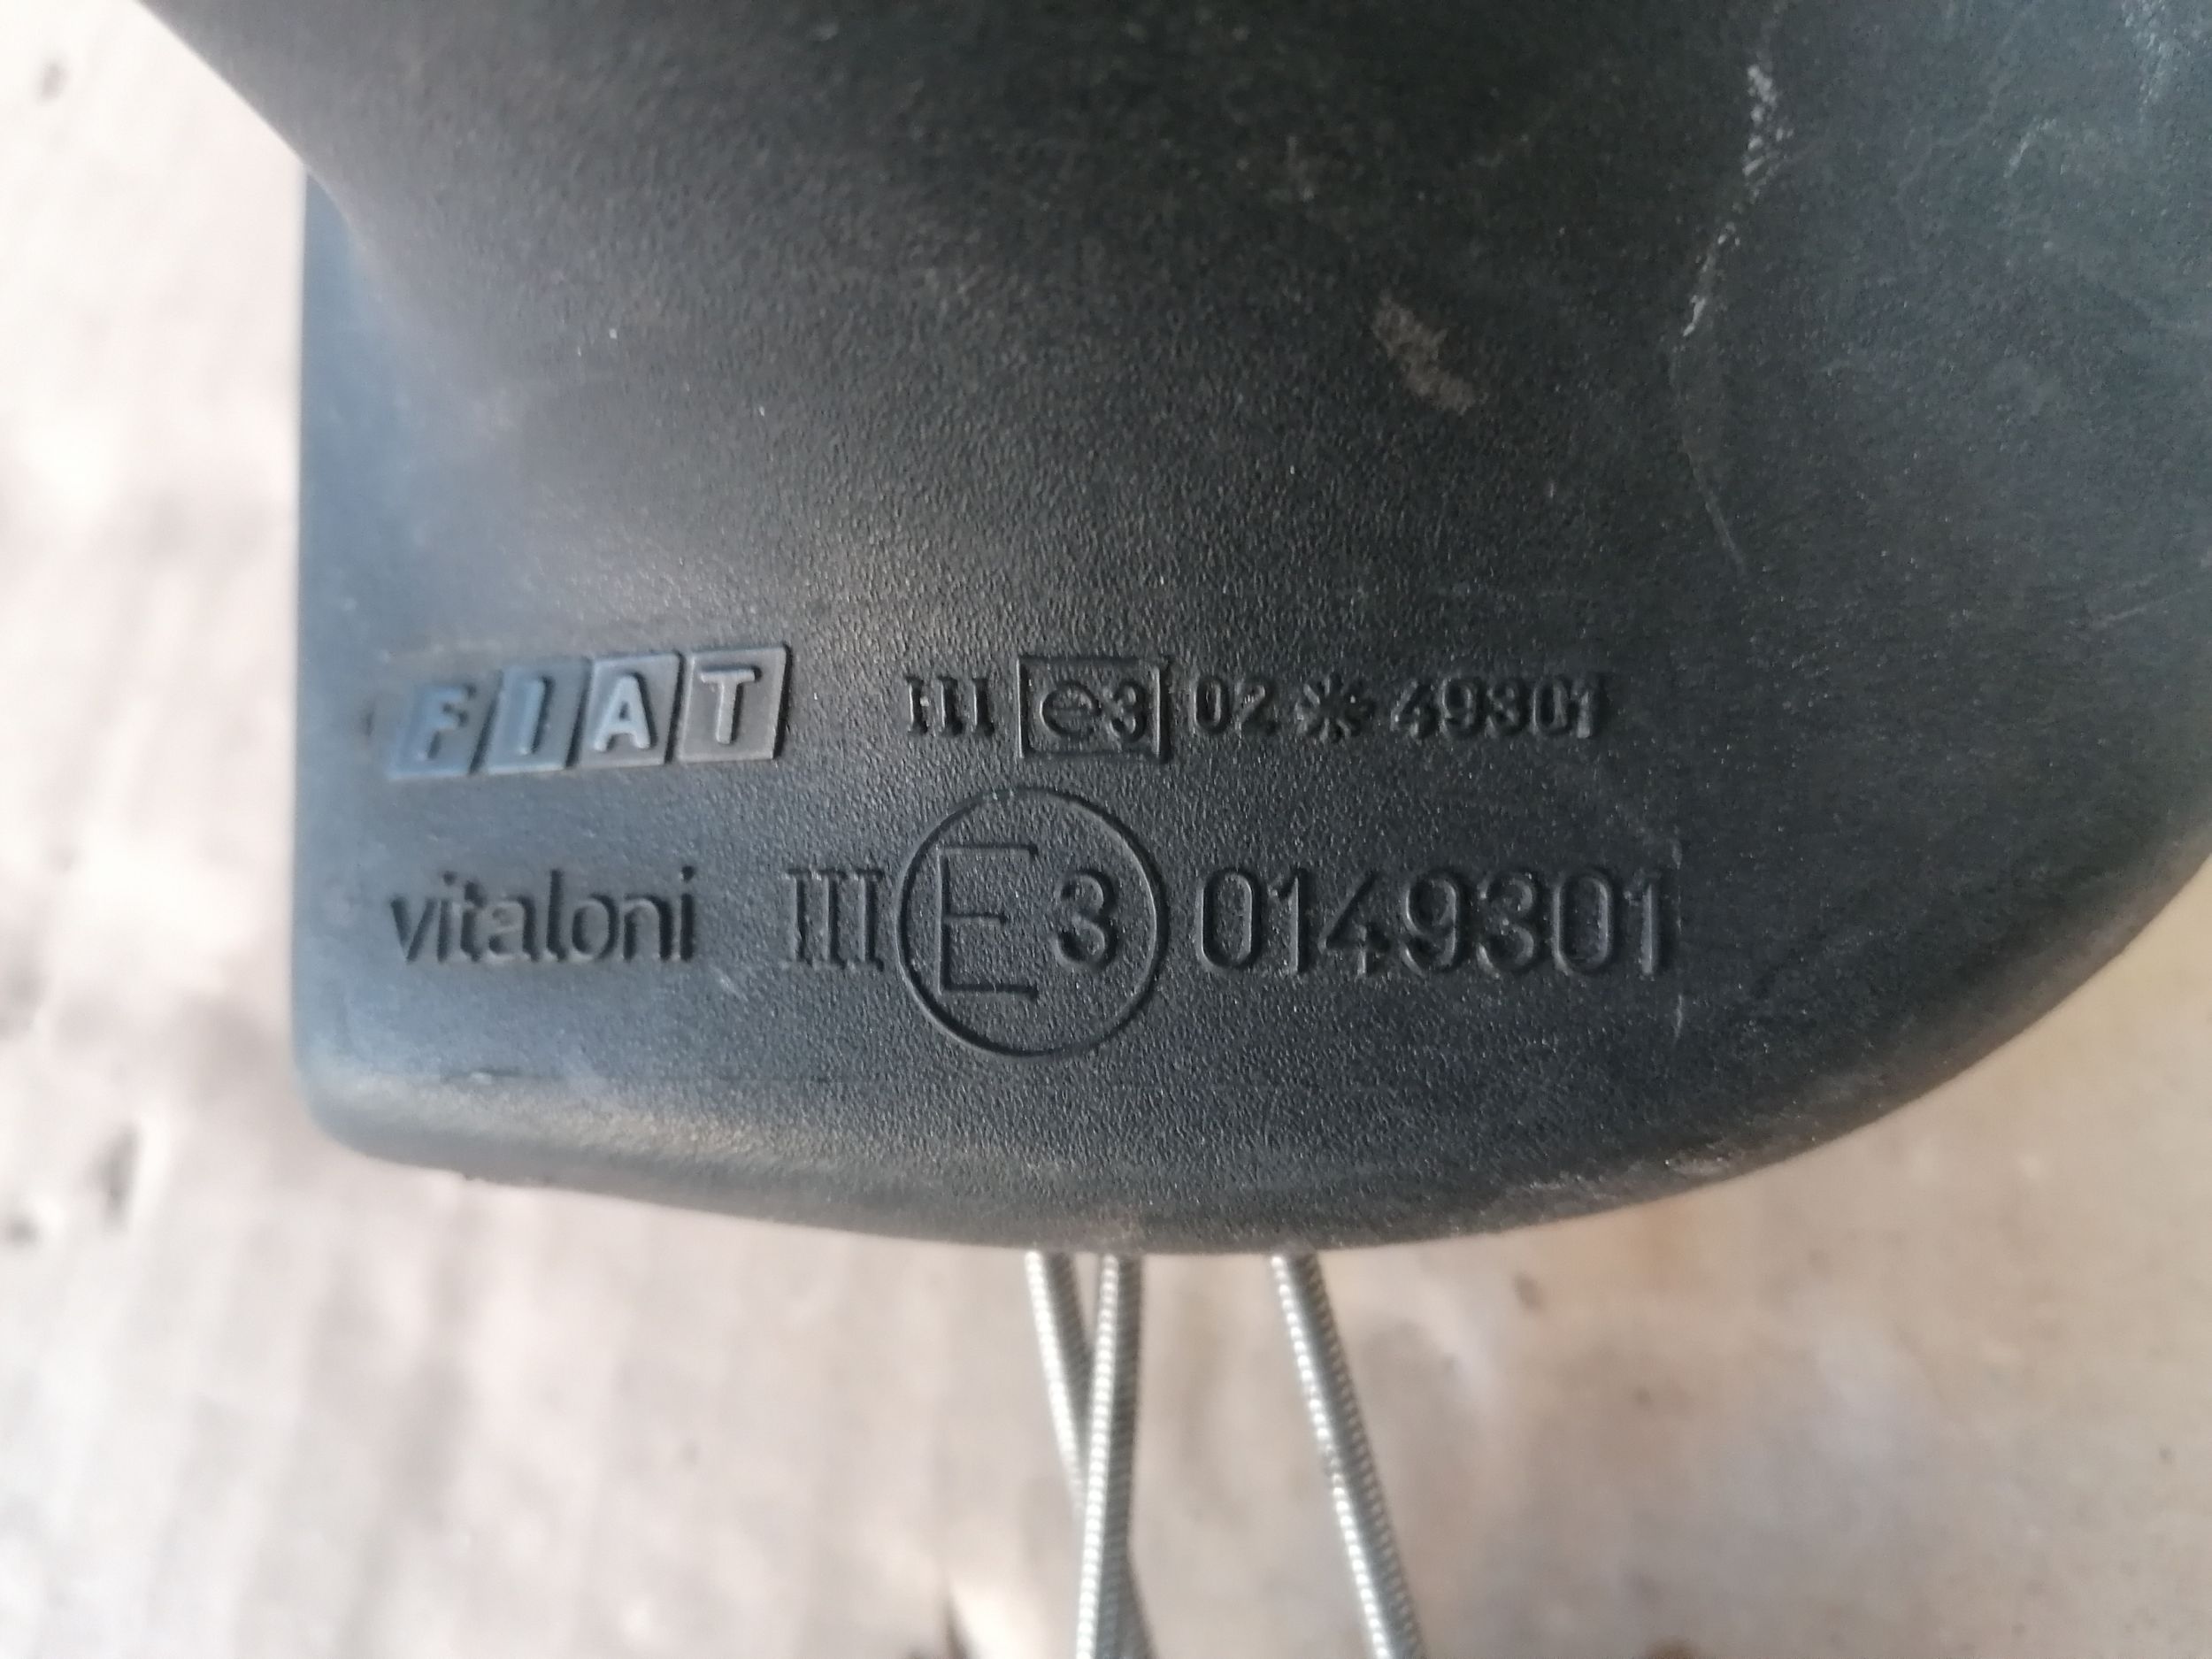 FIAT III e3 02 * 49301
vitaloni III E3 0149301